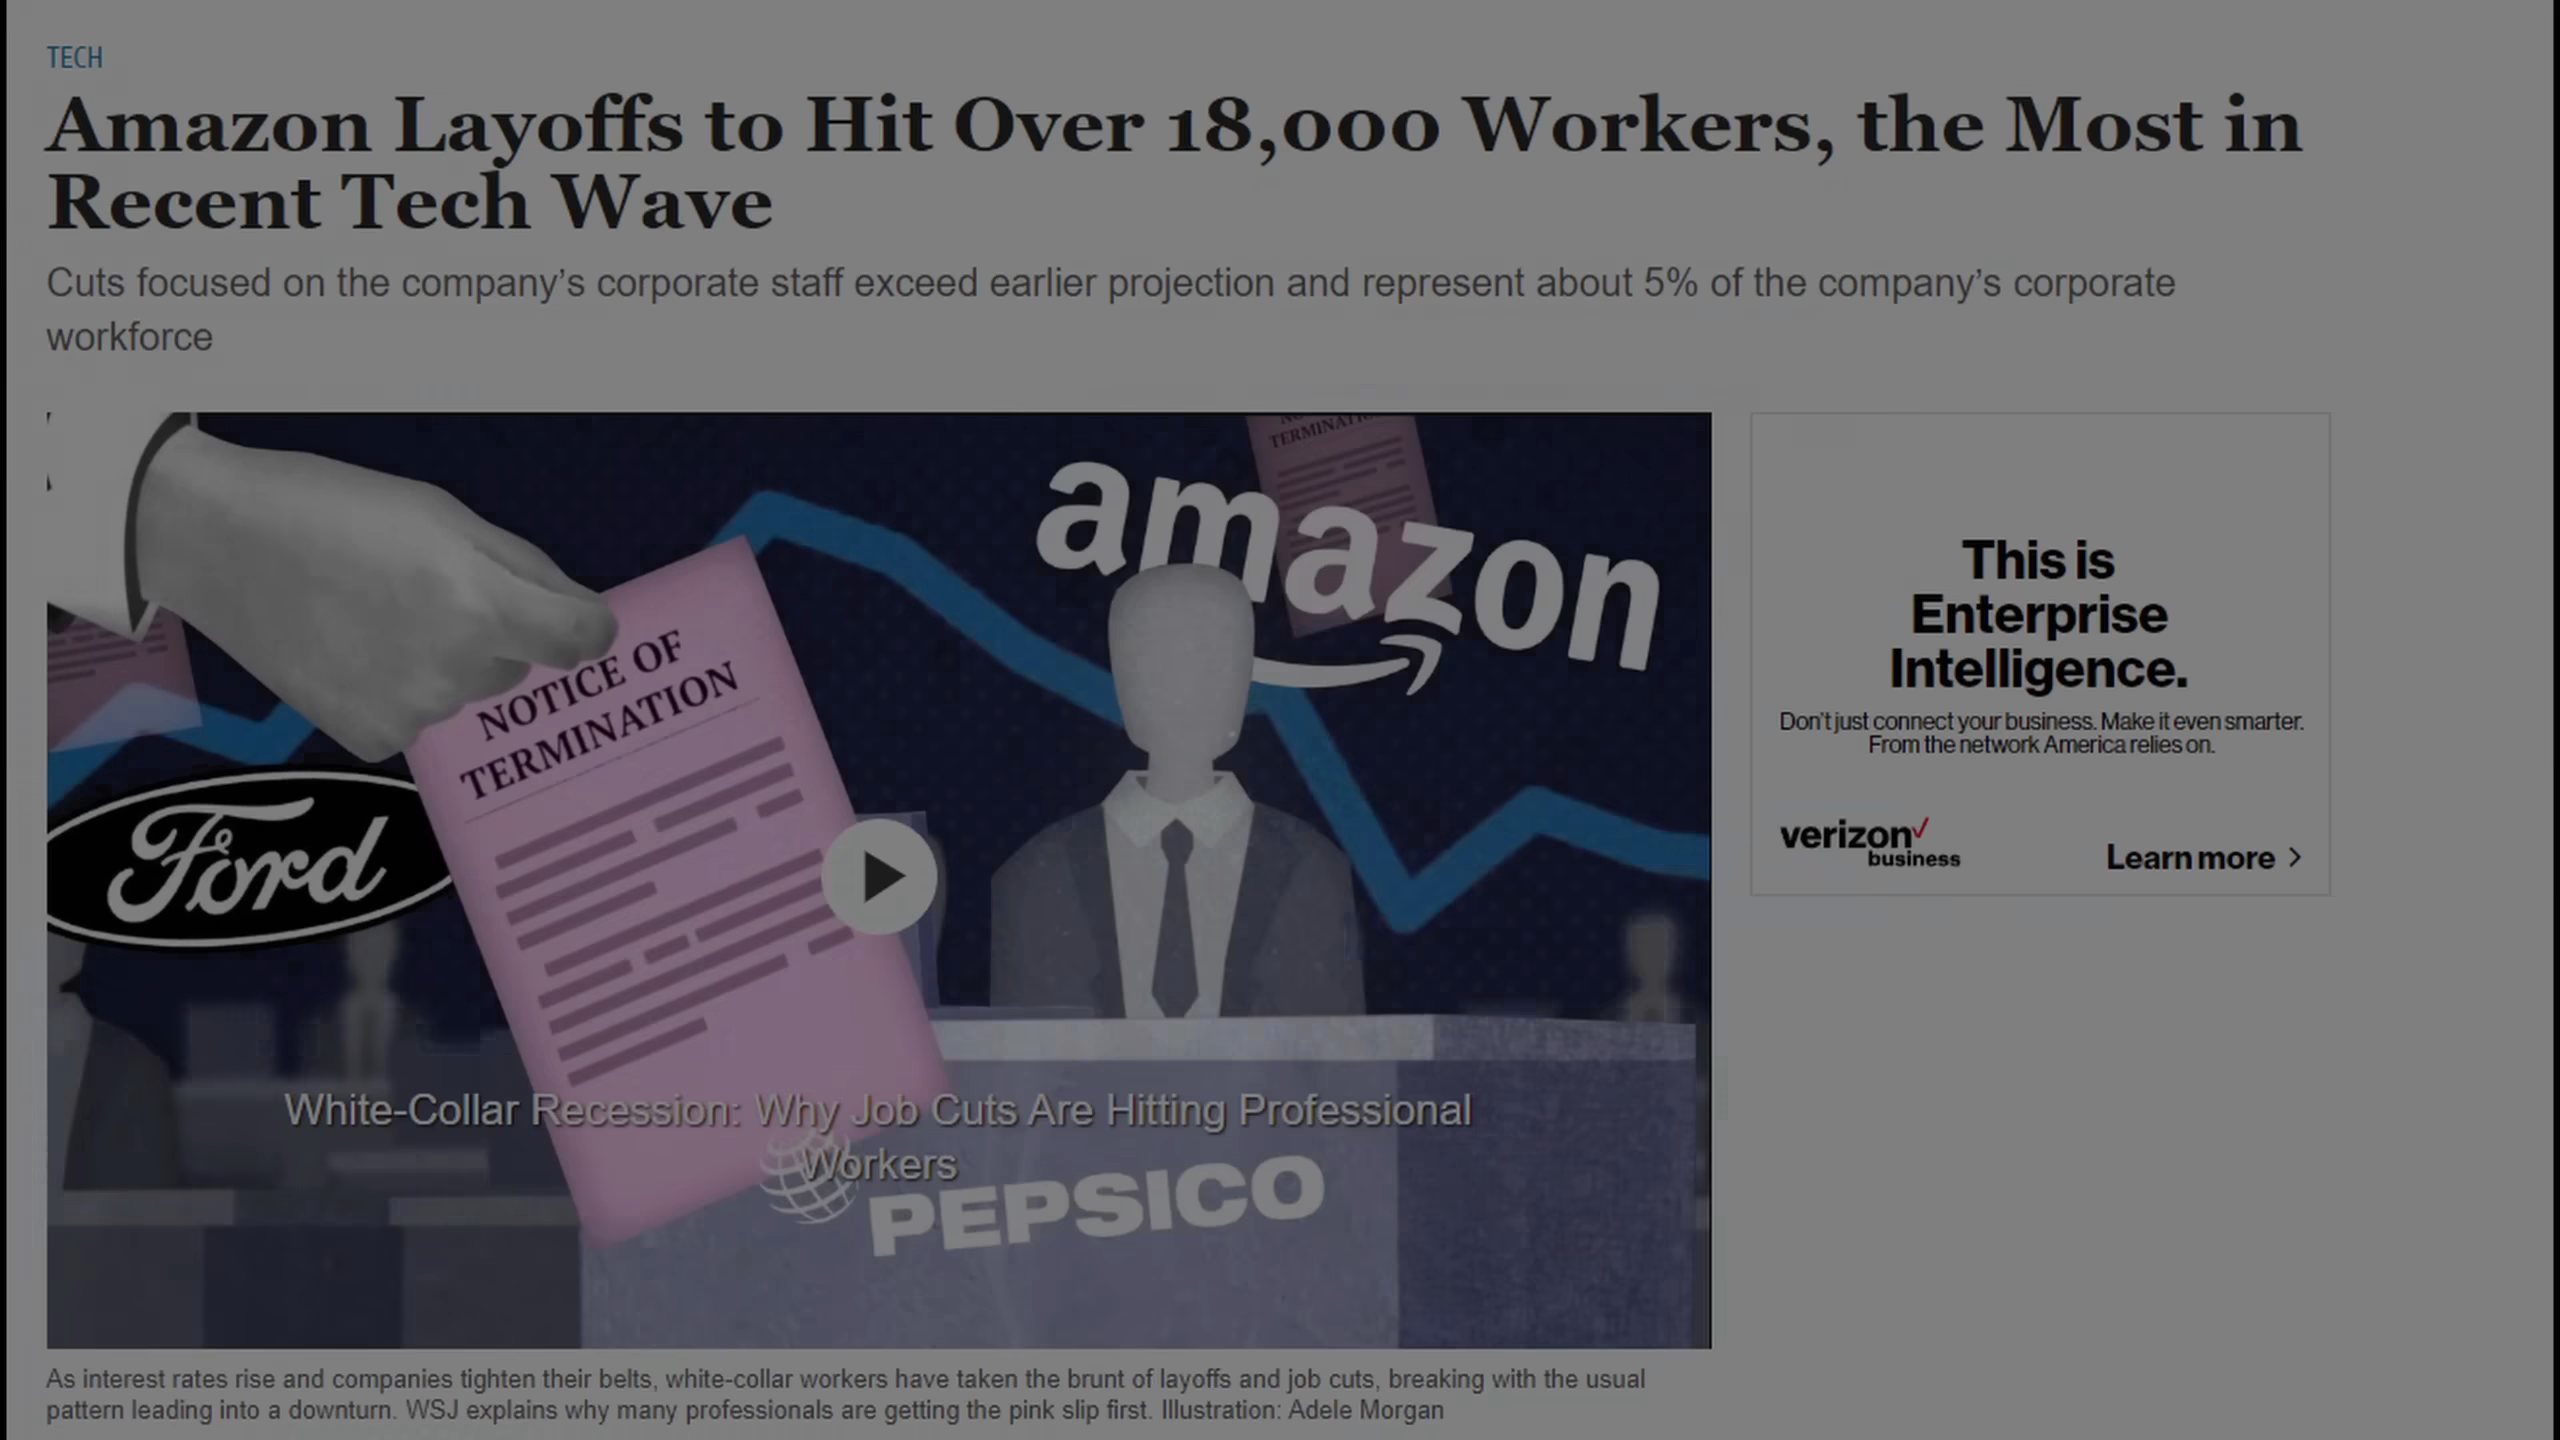 TECH
Amazon Layoffs to Hit Over 18,000 Workers, the Most in
Recent Tech Wave
Cuts focused on the company’s corporate staff exceed earlier projection and represent about 5% of the company’s corporate
workforce
TERMINAT
amazon
NOTICE OF
TERMINATION
Ford
White-Collar Recession: Why Job Cuts Are Hitting Professional
Workers
PEPSICO
This is
Enterprise
Intelligence.
Don't just connect your business. Make it even smarter.
From the network America relies on.
verizon
business
Learn more >
As interest rates rise and companies tighten their belts, white-collar workers have taken the brunt of layoffs and job cuts, breaking with the usual
pattern leading into a downturn. WSJ explains why many professionals are getting the pink slip first. Illustration: Adele Morgan